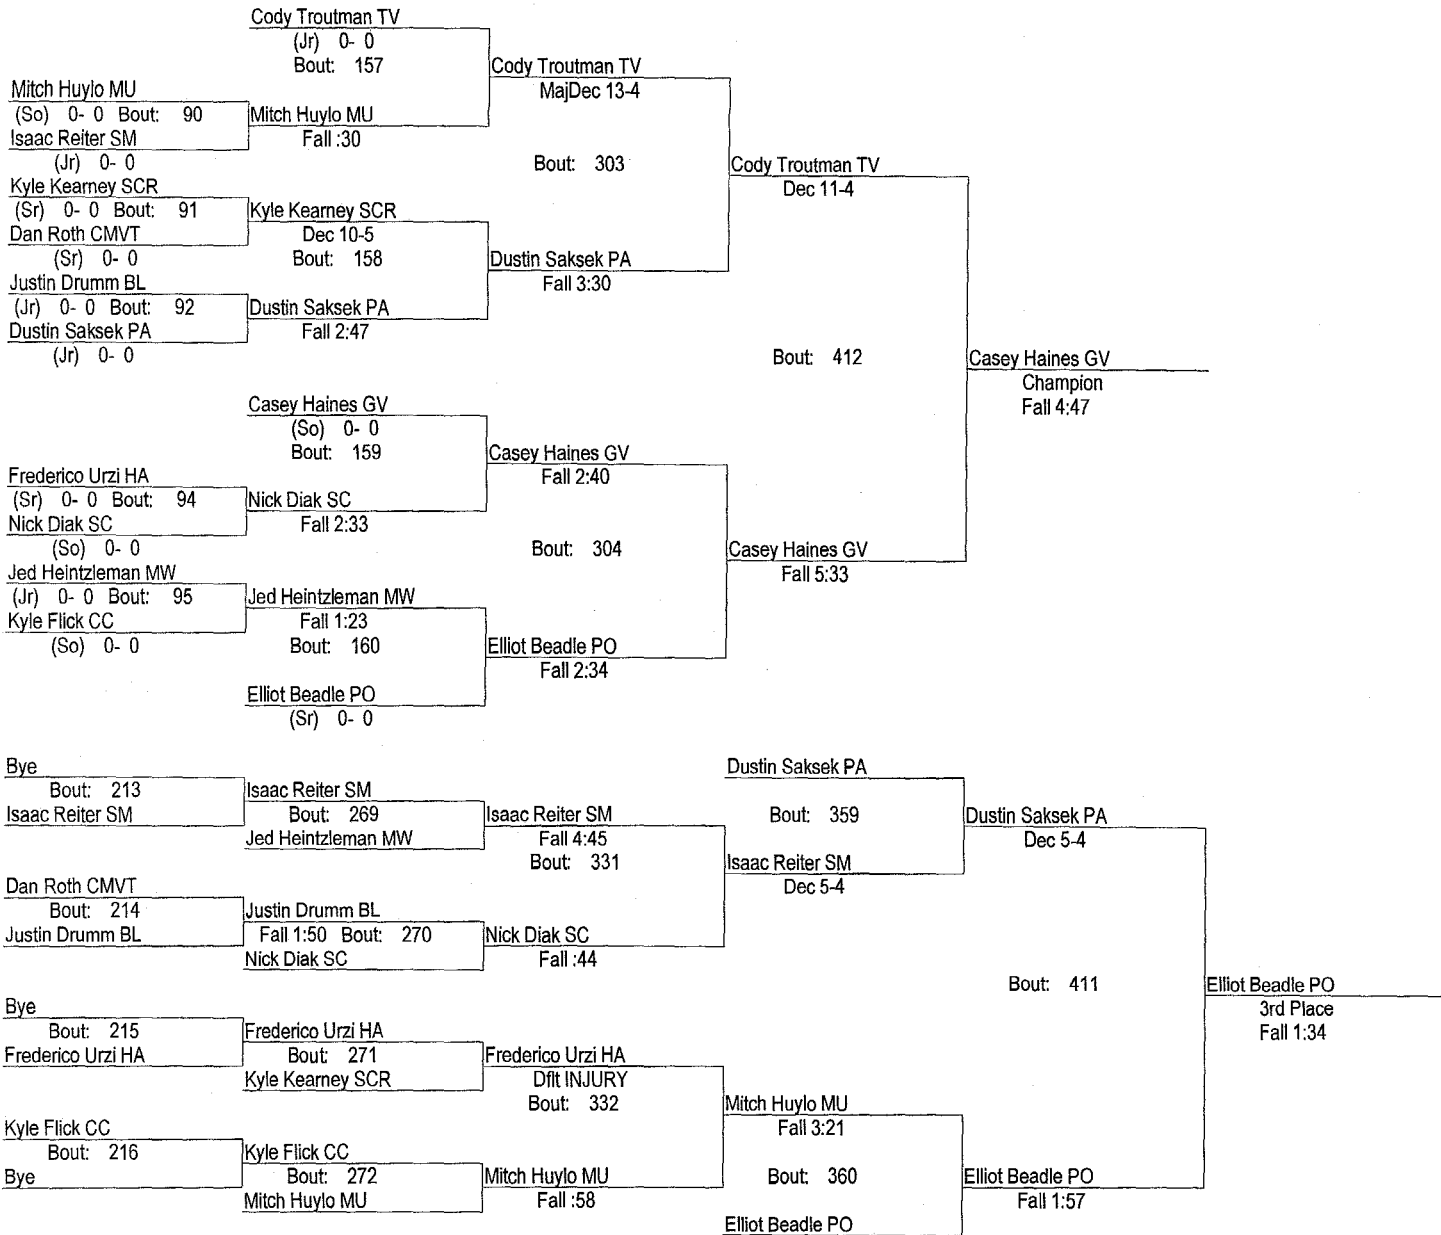 Cody Troutman TV
(Jr) 0- 0
Bout: 157
Cody Troutman TV
MajDec 13-4
Mitch Huylo MU
(So) 0- 0 Bout: 90
Mitch Huylo MU
Isaac Reiter SM
Fall :30
(Jr) 0- 0
Bout: 303
Cody Troutman TV
Dec 11-4
Kyle Kearney SCR
(Sr) 0- 0 Bout: 91
Kyle Kearney SCR
Dan Roth CMVT
Dec 10-5
(Sr) 0- 0
Bout: 158
Dustin Saksek PA
Fall 3:30
Justin Drumm BL
(Jr) 0- 0 Bout: 92
Dustin Saksek PA
Dustin Saksek PA
Fall 2:47
(Jr) 0- 0
Bout: 412
Casey Haines GV
Champion
Fall 4:47
Casey Haines GV
(So) 0- 0
Bout: 159
Casey Haines GV
Fall 2:40
Frederico Urzi HA
(Sr) 0- 0 Bout: 94
Nick Diak SC
Nick Diak SC
Fall 2:33
(So) 0- 0
Bout: 304
Casey Haines GV
Fall 5:33
Jed Heintzleman MW
(Jr) 0- 0 Bout: 95
Jed Heintzleman MW
Kyle Flick CC
Fall 1:23
(So) 0- 0
Bout: 160
Elliot Beadle PO
Fall 2:34
Elliot Beadle PO
(Sr) 0- 0
Bye
Bout: 213
Isaac Reiter SM
Isaac Reiter SM
Bout: 269
Isaac Reiter SM
Jed Heintzleman MW
Fall 4:45
Bout: 331
Dustin Saksek PA
Bout: 359
Dustin Saksek PA
Dec 5-4
Isaac Reiter SM
Dec 5-4
Dan Roth CMVT
Bout: 214
Justin Drumm BL
Justin Drumm BL
Fall 1:50 Bout: 270
Nick Diak SC
Nick Diak SC
Fall :44
Bout: 411
Elliot Beadle PO
3rd Place
Fall 1:34
Bye
Bout: 215
Frederico Urzi HA
Frederico Urzi HA
Bout: 271
Frederico Urzi HA
Kyle Kearney SCR
Dflt INJURY
Bout: 332
Mitch Huylo MU
Fall 3:21
Kyle Flick CC
Bout: 216
Kyle Flick CC
Bye
Bout: 272
Mitch Huylo MU
Mitch Huylo MU
Fall :58
Bout: 360
Elliot Beadle PO
Fall 1:57
Elliot Beadle PO